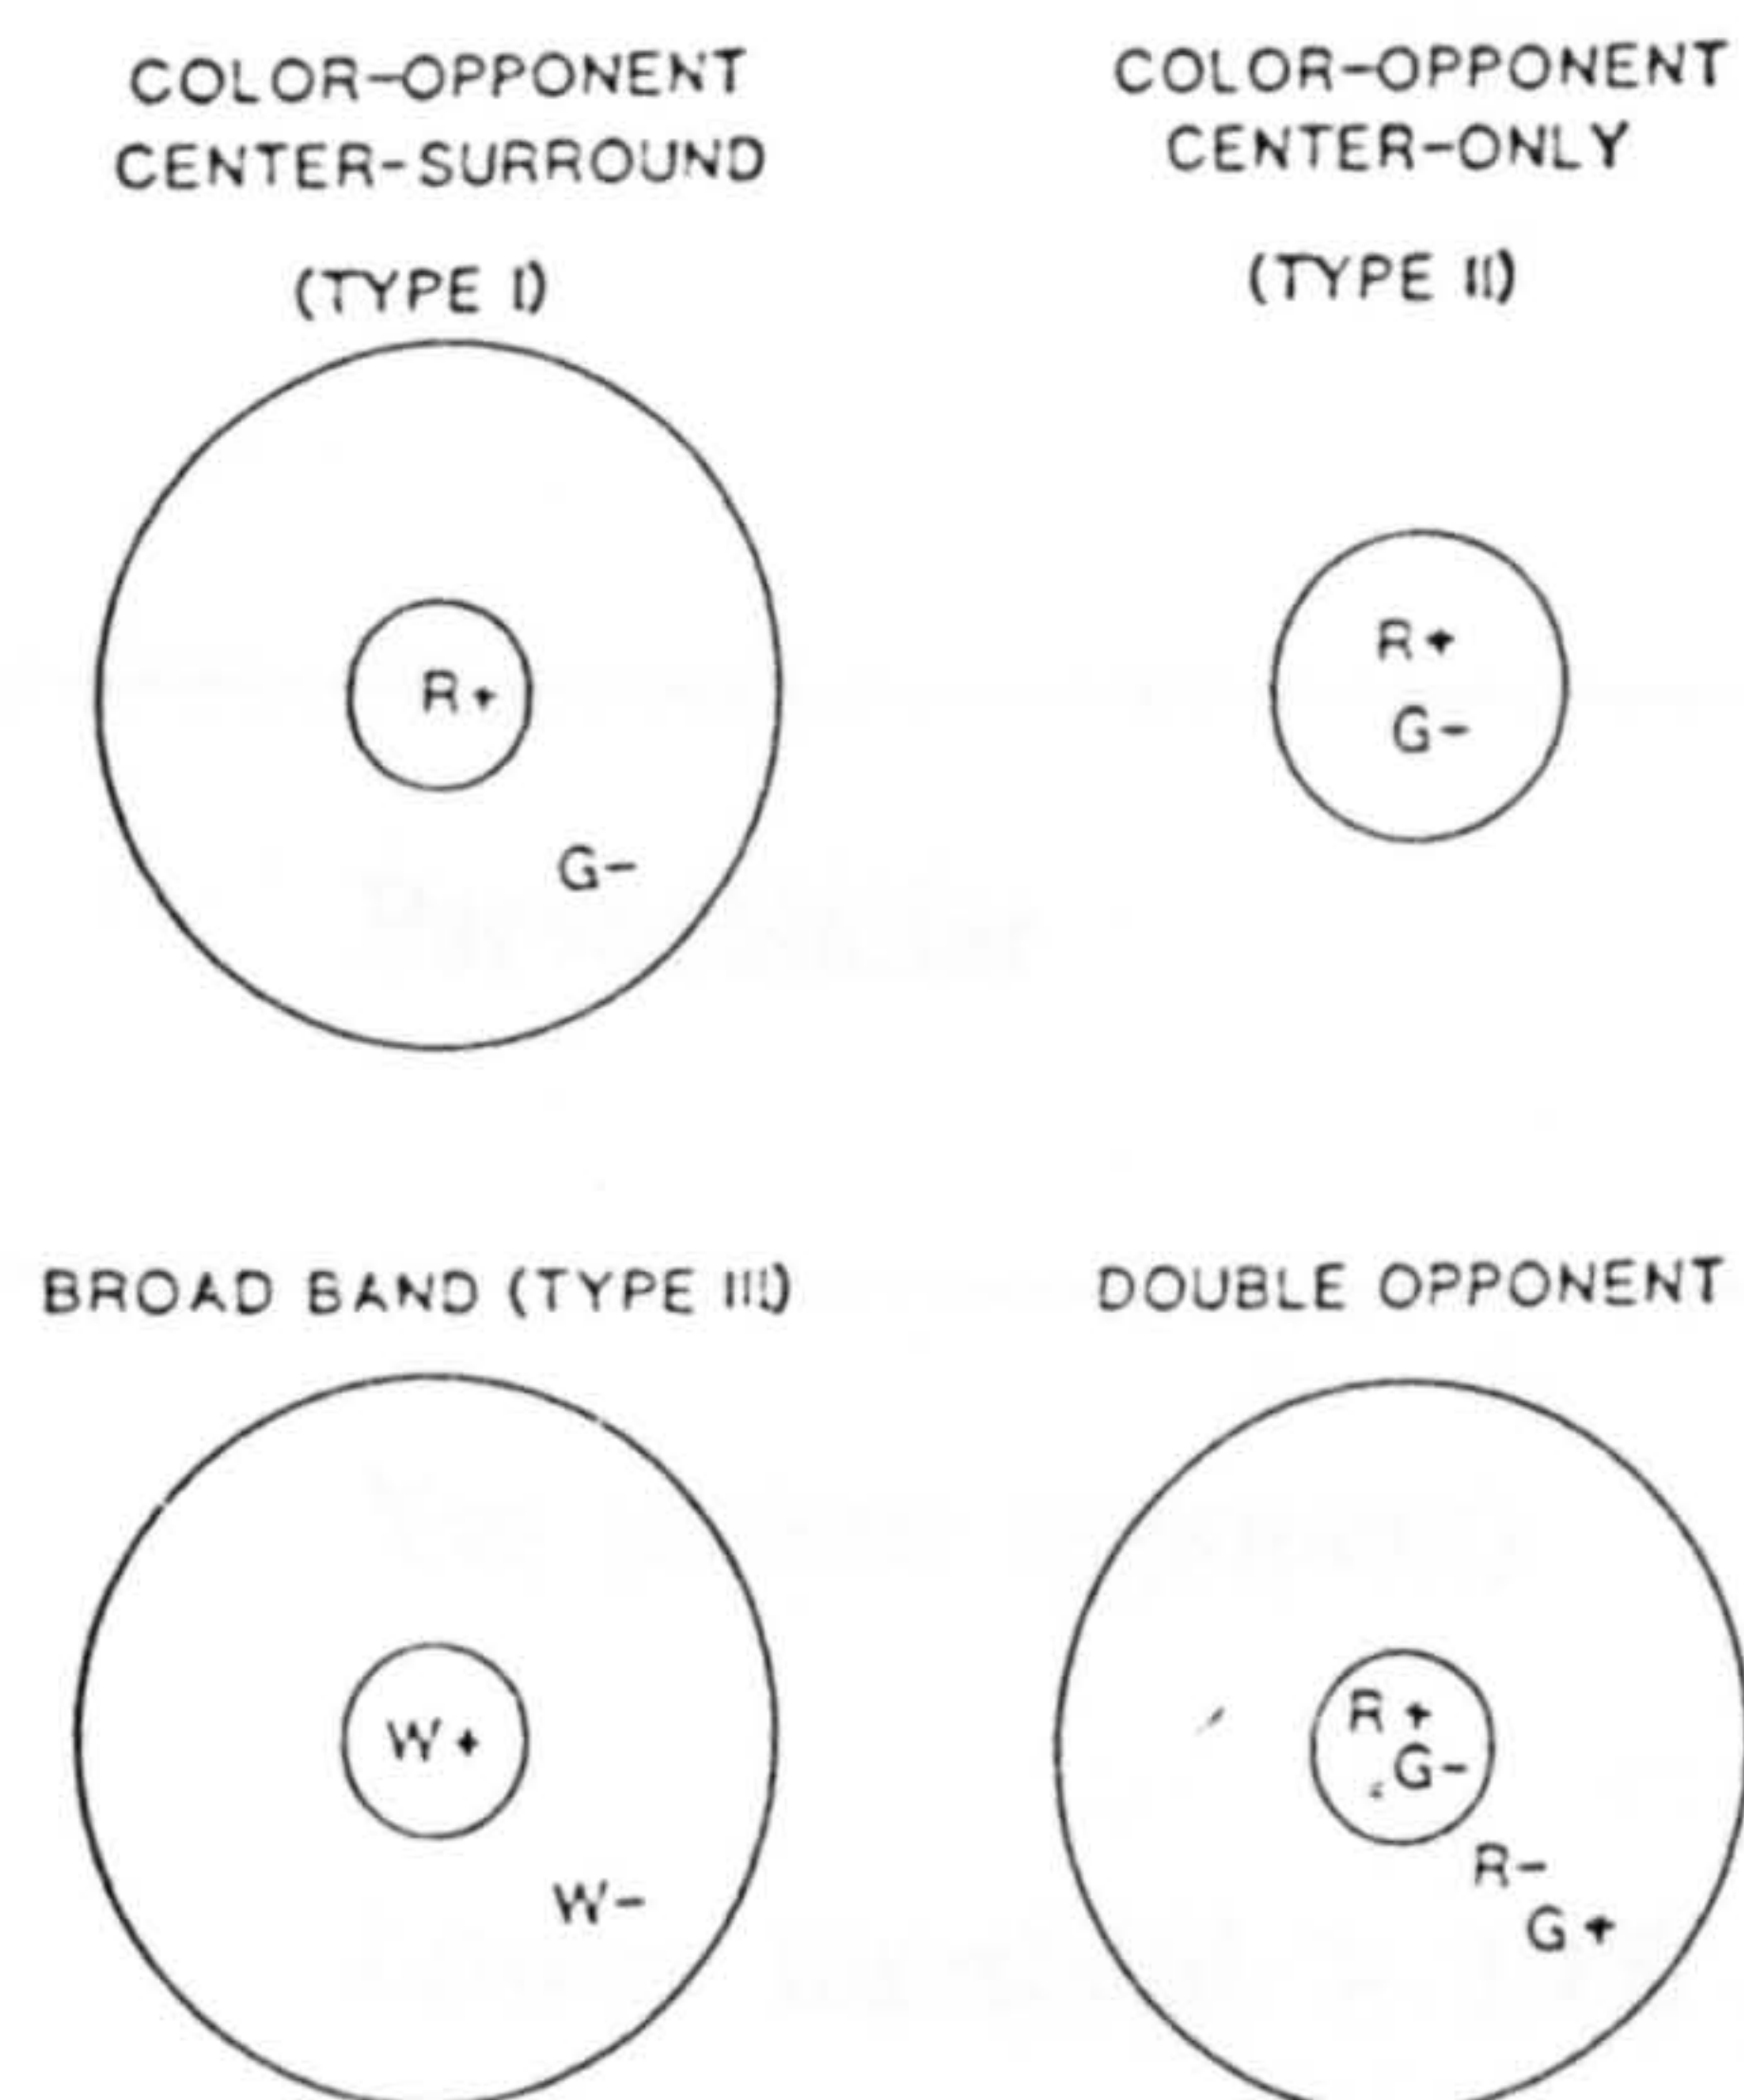 COLOR-OPPONENT
CENTER-SURROUND
(TYPE I)
R+
G-
COLOR-OPPONENT
CENTER-ONLY
(TYPE II)
R+
G-
BROAD BAND (TYPE III)
W+
W-
DOUBLE OPPONENT
R+
G-
R-
G+